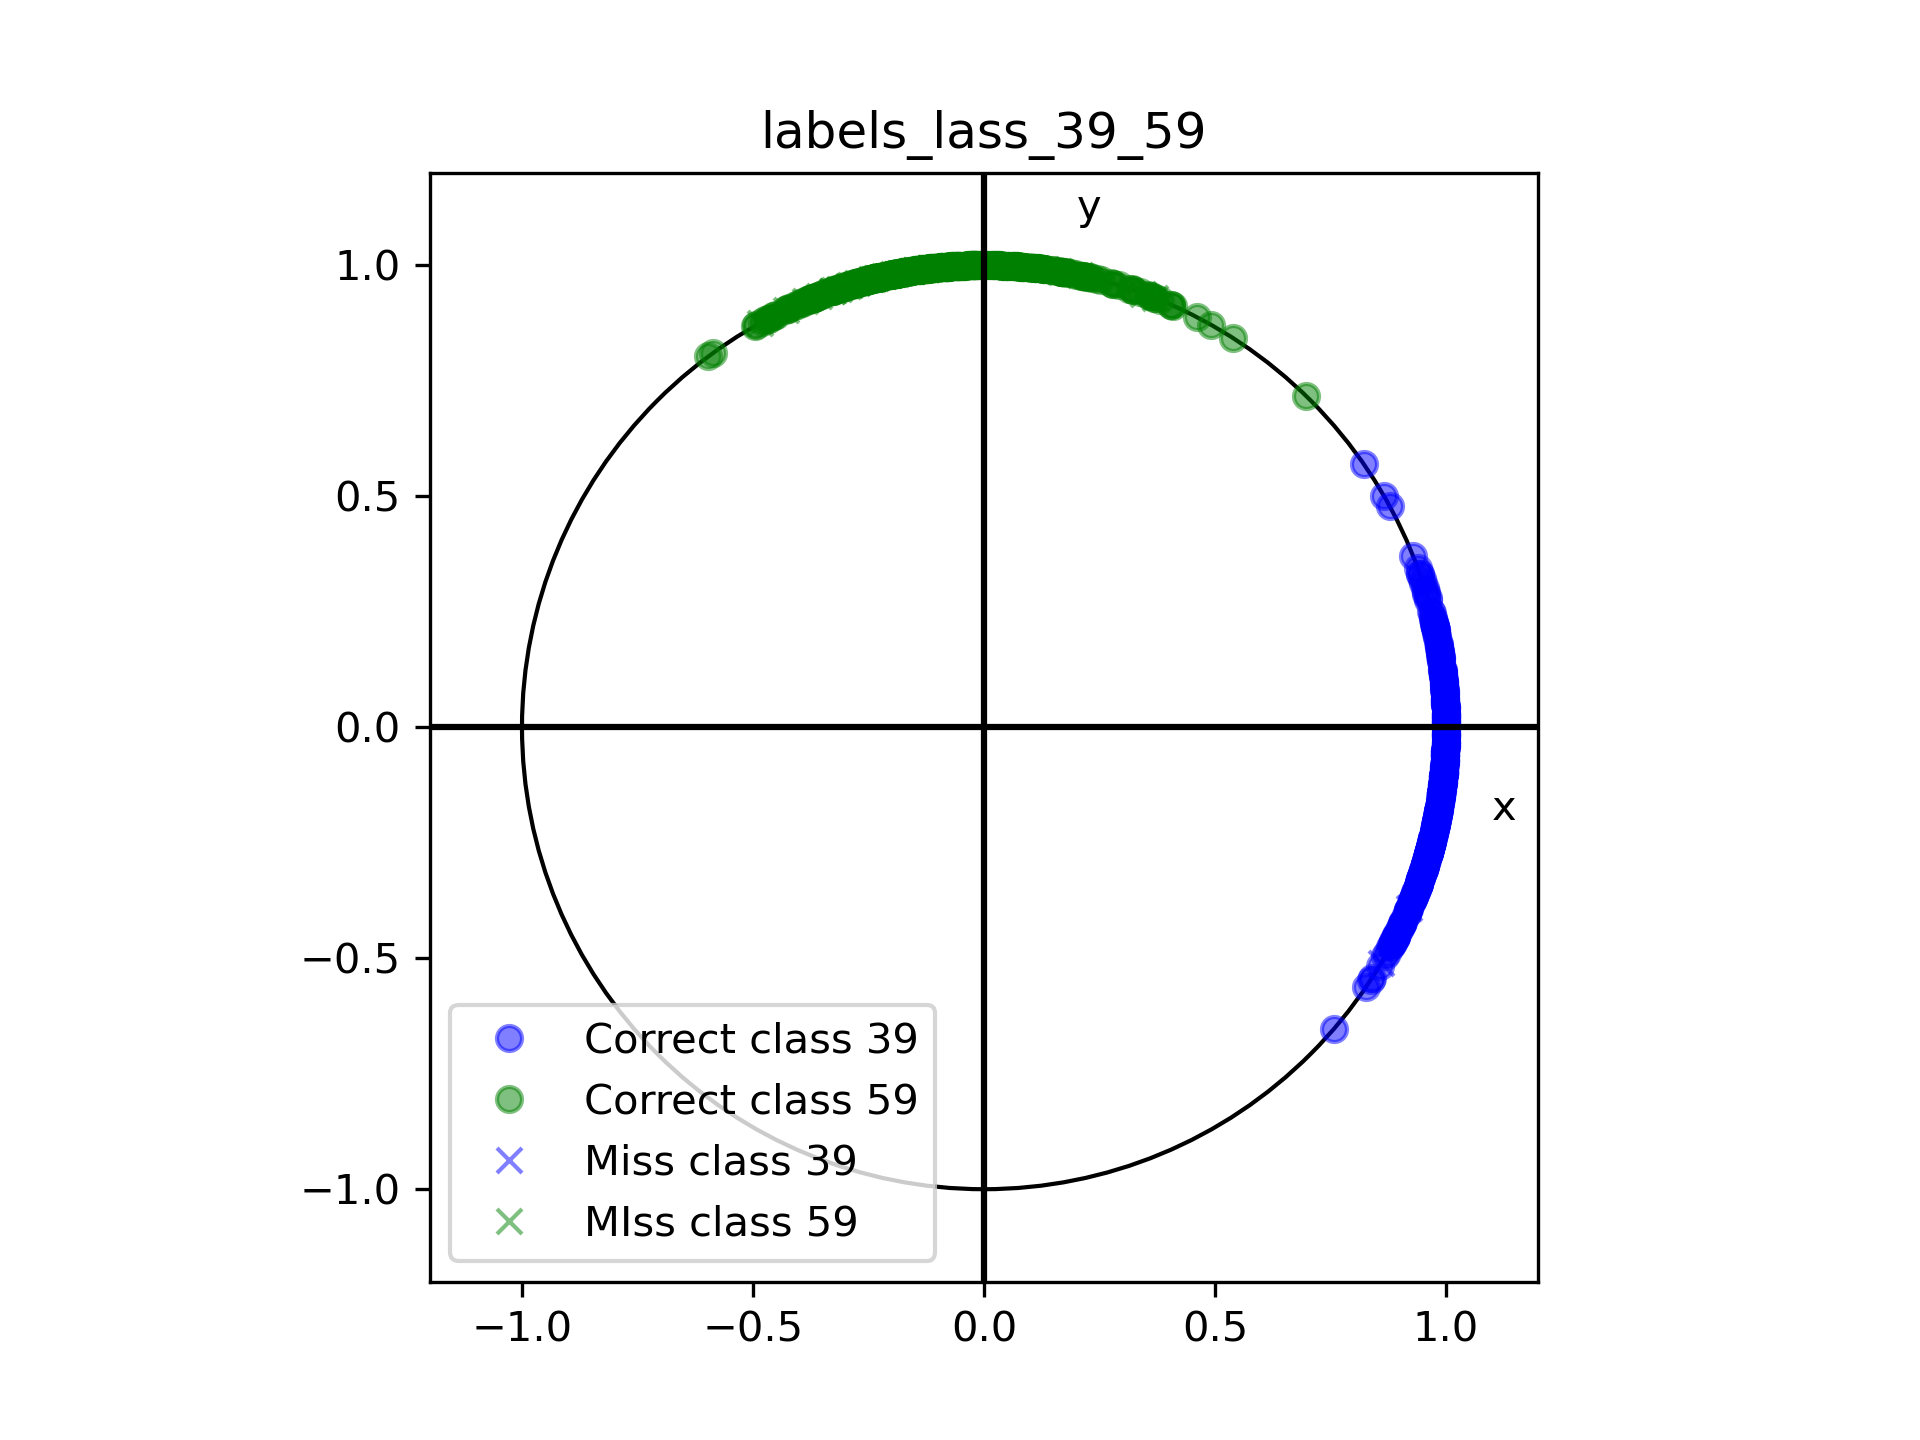 labels_lass_39_59
y
1.0
0.5
0.0
x
−0.5
−1.0
Correct class 39
Correct class 59
Miss class 39
MIss class 59
−1.0 −0.5 0.0 0.5 1.0